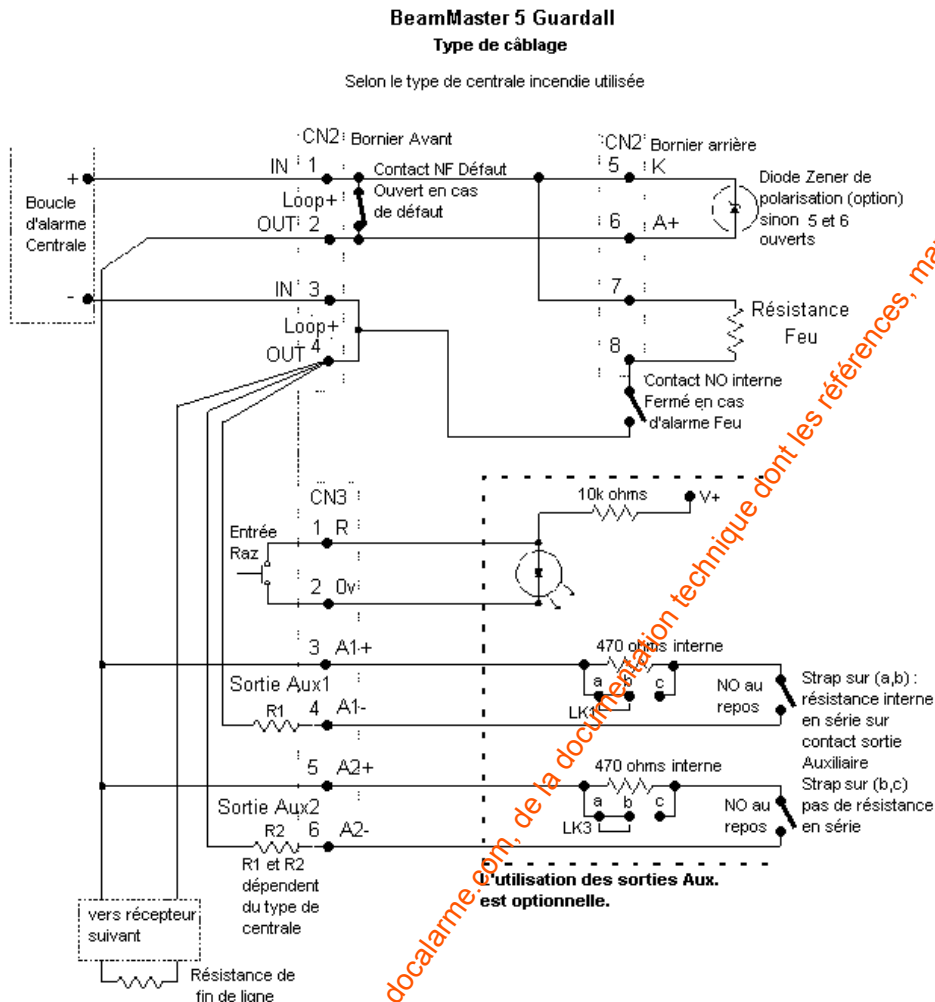 BeamMaster 5 Guardall
Type de câblage
Selon le type de centrale incendie utilisée
CN2 Bornier Avant
CN2 Bornier arrière
+
Boucle
d'alarme
Centrale
-
IN 1
Loop+
OUT 2
Contact NF Défaut
Ouvert en cas
de défaut
5 K
6 A+
Diode Zener de
polarisation (option)
sinon 5 et 6
ouverts
IN 3
Loop+
OUT 4
7
8
Résistance
Feu
Contact NO interne
Fermé en cas
d'alarme Feu
CN3
Entrée
Raz
1 R
2 0v
10k ohms
V+
3 A1+
Sortie Aux1
R1 4 A1-
470 ohms interne
a b c
LK1
NO au
repos
Strap sur (a,b) :
résistance interne
en série sur
contact sortie
Auxiliaire
5 A2+
Sortie Aux2
R2 6 A2-
R1 et R2
dépendent
du type de
centrale
470 ohms interne
a b c
LK3
NO au
repos
Strap sur (b,c)
pas de résistance
en série
L'utilisation des sorties Aux.
est optionnelle.
vers récepteur
suivant
Résistance de
fin de ligne
docalarme.com, de la documentation technique dont les références,